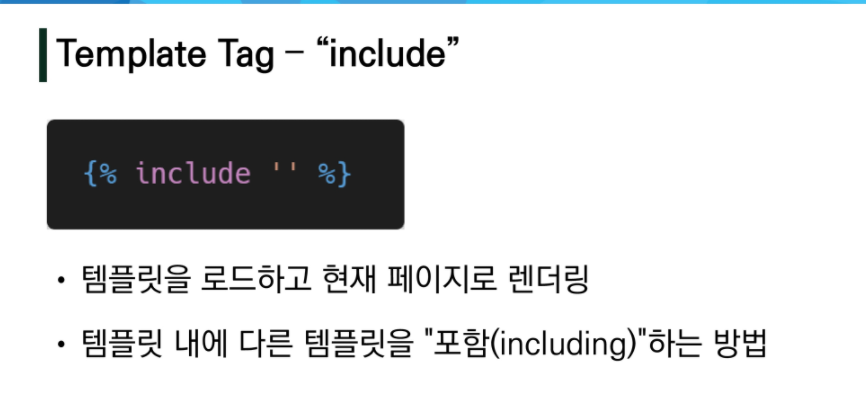 Template Tag – “include”
{% include '' %}
• 템플릿을 로드하고 현재 페이지로 렌더링
• 템플릿 내에 다른 템플릿을 "포함(including)"하는 방법